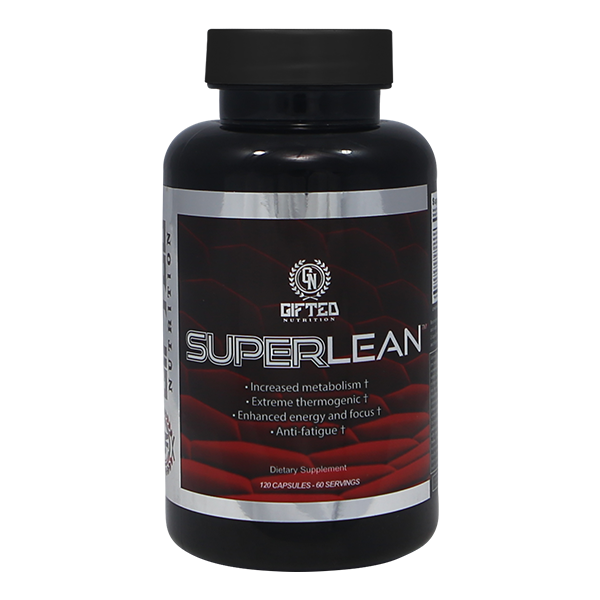 GN
GIFTED
NUTRITION
SUPERLEAN™
• Increased metabolism †
• Extreme thermogenic †
• Enhanced energy and focus †
• Anti-fatigue †
Dietary Supplement
120 CAPSULES - 60 SERVINGS
NUTRITION